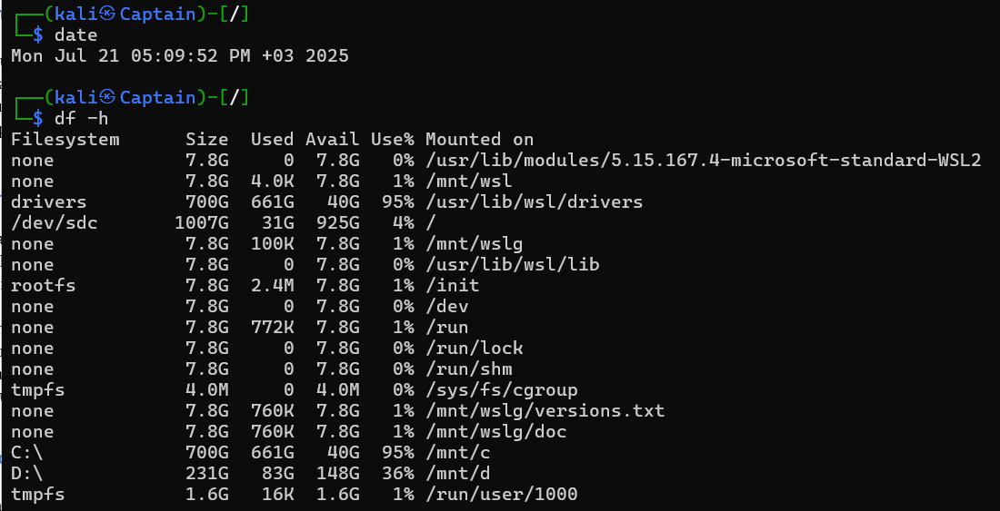 ┌──(kali㉿Captain)-[/]
└─$ date
Mon Jul 21 05:09:52 PM +03 2025

┌──(kali㉿Captain)-[/]
└─$ df -h
Filesystem      Size  Used Avail Use% Mounted on
none            7.8G     0  7.8G   0% /usr/lib/modules/5.15.167.4-microsoft-standard-WSL2
none            7.8G  4.0K  7.8G   1% /mnt/wsl
drivers         700G  661G   40G  95% /usr/lib/wsl/drivers
/dev/sdc       1007G   31G  925G   4% /
none            7.8G  100K  7.8G   1% /mnt/wslg
none            7.8G     0  7.8G   0% /usr/lib/wsl/lib
rootfs          7.8G  2.4M  7.8G   1% /init
none            7.8G     0  7.8G   0% /dev
none            7.8G  772K  7.8G   1% /run
none            7.8G     0  7.8G   0% /run/lock
none            7.8G     0  7.8G   0% /run/shm
tmpfs           4.0M     0  4.0M   0% /sys/fs/cgroup
none            7.8G  760K  7.8G   1% /mnt/wslg/versions.txt
none            7.8G  760K  7.8G   1% /mnt/wslg/doc
C:\             700G  661G   40G  95% /mnt/c
D:\             231G   83G  148G  36% /mnt/d
tmpfs           1.6G   16K  1.6G   1% /run/user/1000